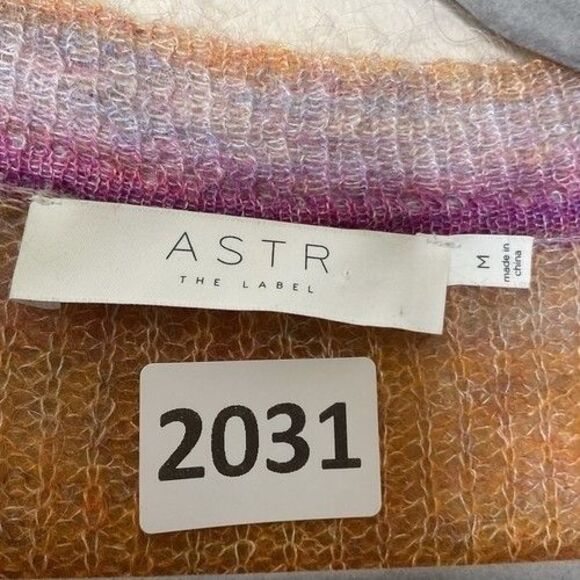 ASTR
THE LABEL
M
made in
china
2031